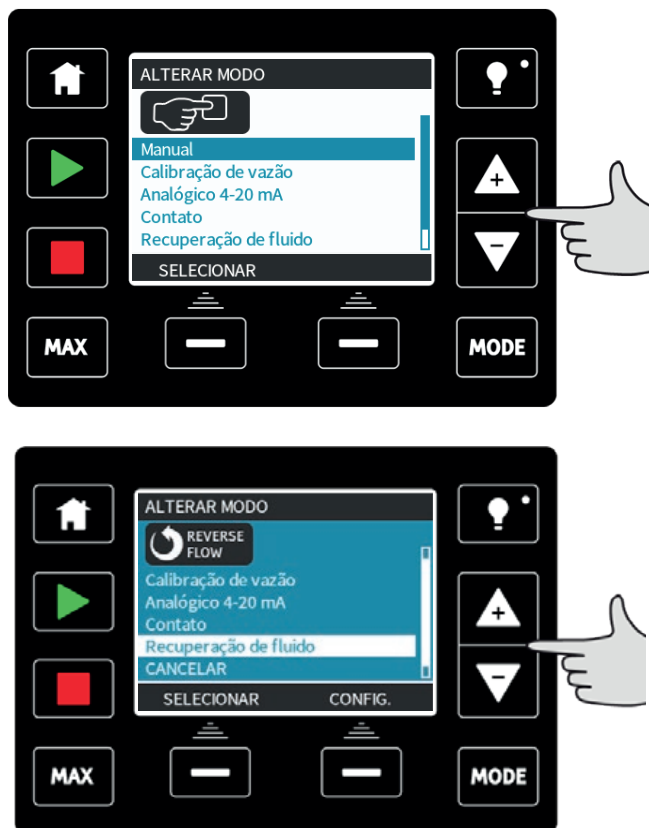 ALTERAR MODO
Manual
Calibração de vazão
Analógico 4-20 mA
Contato
Recuperação de fluido
SELECIONAR
+
−
MAX
MODE
ALTERAR MODO
REVERSE
FLOW
Calibração de vazão
Analógico 4-20 mA
Contato
Recuperação de fluido
CANCELAR
SELECIONAR CONFIG.
+
−
MAX
MODE